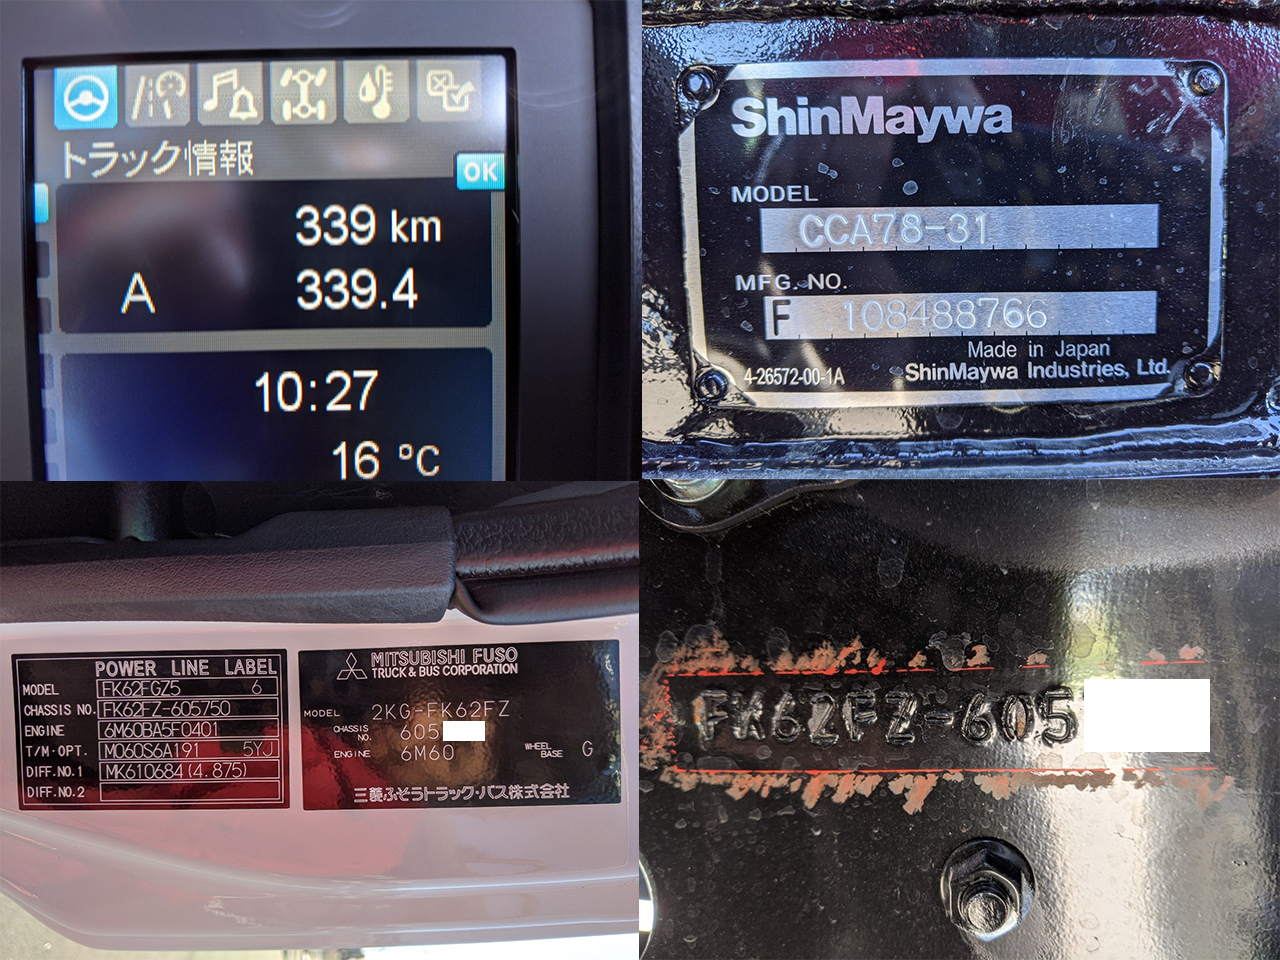 トラック情報
OK
339 km
A 339.4
10:27
16 °C
ShinMaywa
MODEL
CCA78-31
MFG. NO.
F 108488766
Made in Japan
4-26572-00-1A ShinMaywa Industries, Ltd.
POWER LINE LABEL
MODEL FK62FGZ5 6
CHASSIS NO. FK62FZ-605750
ENGINE 6M60BA5F0401
T/M·OPT. M060S6A191 5YJ
DIFF.NO.1 MK610684(4.875)
DIFF.NO.2
MITSUBISHI FUSO
TRUCK & BUS CORPORATION
MODEL 2KG-FK62FZ
CHASSIS NO. 605
ENGINE 6M60 WHEEL BASE G
三菱ふそうトラック・バス株式会社
FK62FZ-605